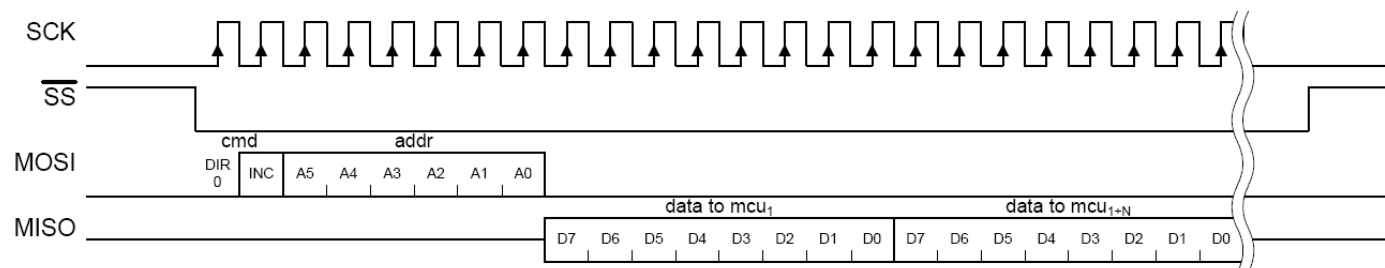 SCK
SS
cmd addr
MOSI DIR 0 INC A5 A4 A3 A2 A1 A0
data to mcu1 data to mcu1+N
MISO D7 D6 D5 D4 D3 D2 D1 D0 D7 D6 D5 D4 D3 D2 D1 D0